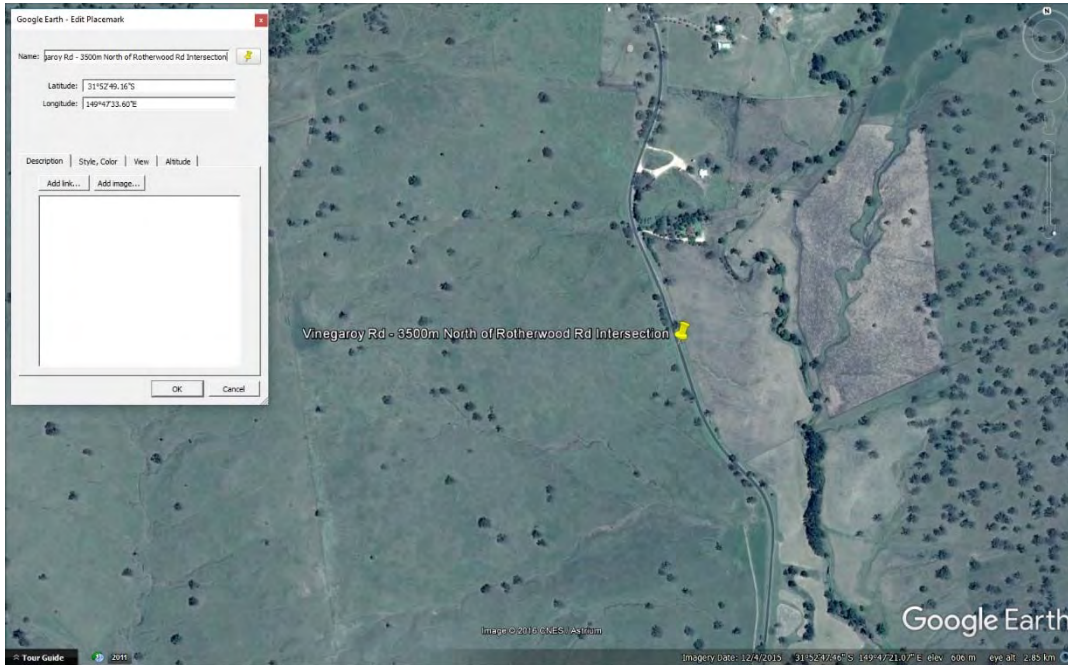 Google Earth - Edit Placemark
x
Name: garoy Rd - 3500m North of Rotherwood Rd Intersection
Latitude: 31°52'49.16"S
Longitude: 149°47'33.60"E
Description Style, Color View Altitude
Add link... Add image...
OK Cancel
N
Vinegaroy Rd - 3500m North of Rotherwood Rd Intersection
Image © 2016 CNES / Astrium
Google Earth
Tour Guide 2011 Imagery Date: 12/4/2015 31°52'47.46" S 149°47'21.07" E elev 606 m eye alt 2.85 km